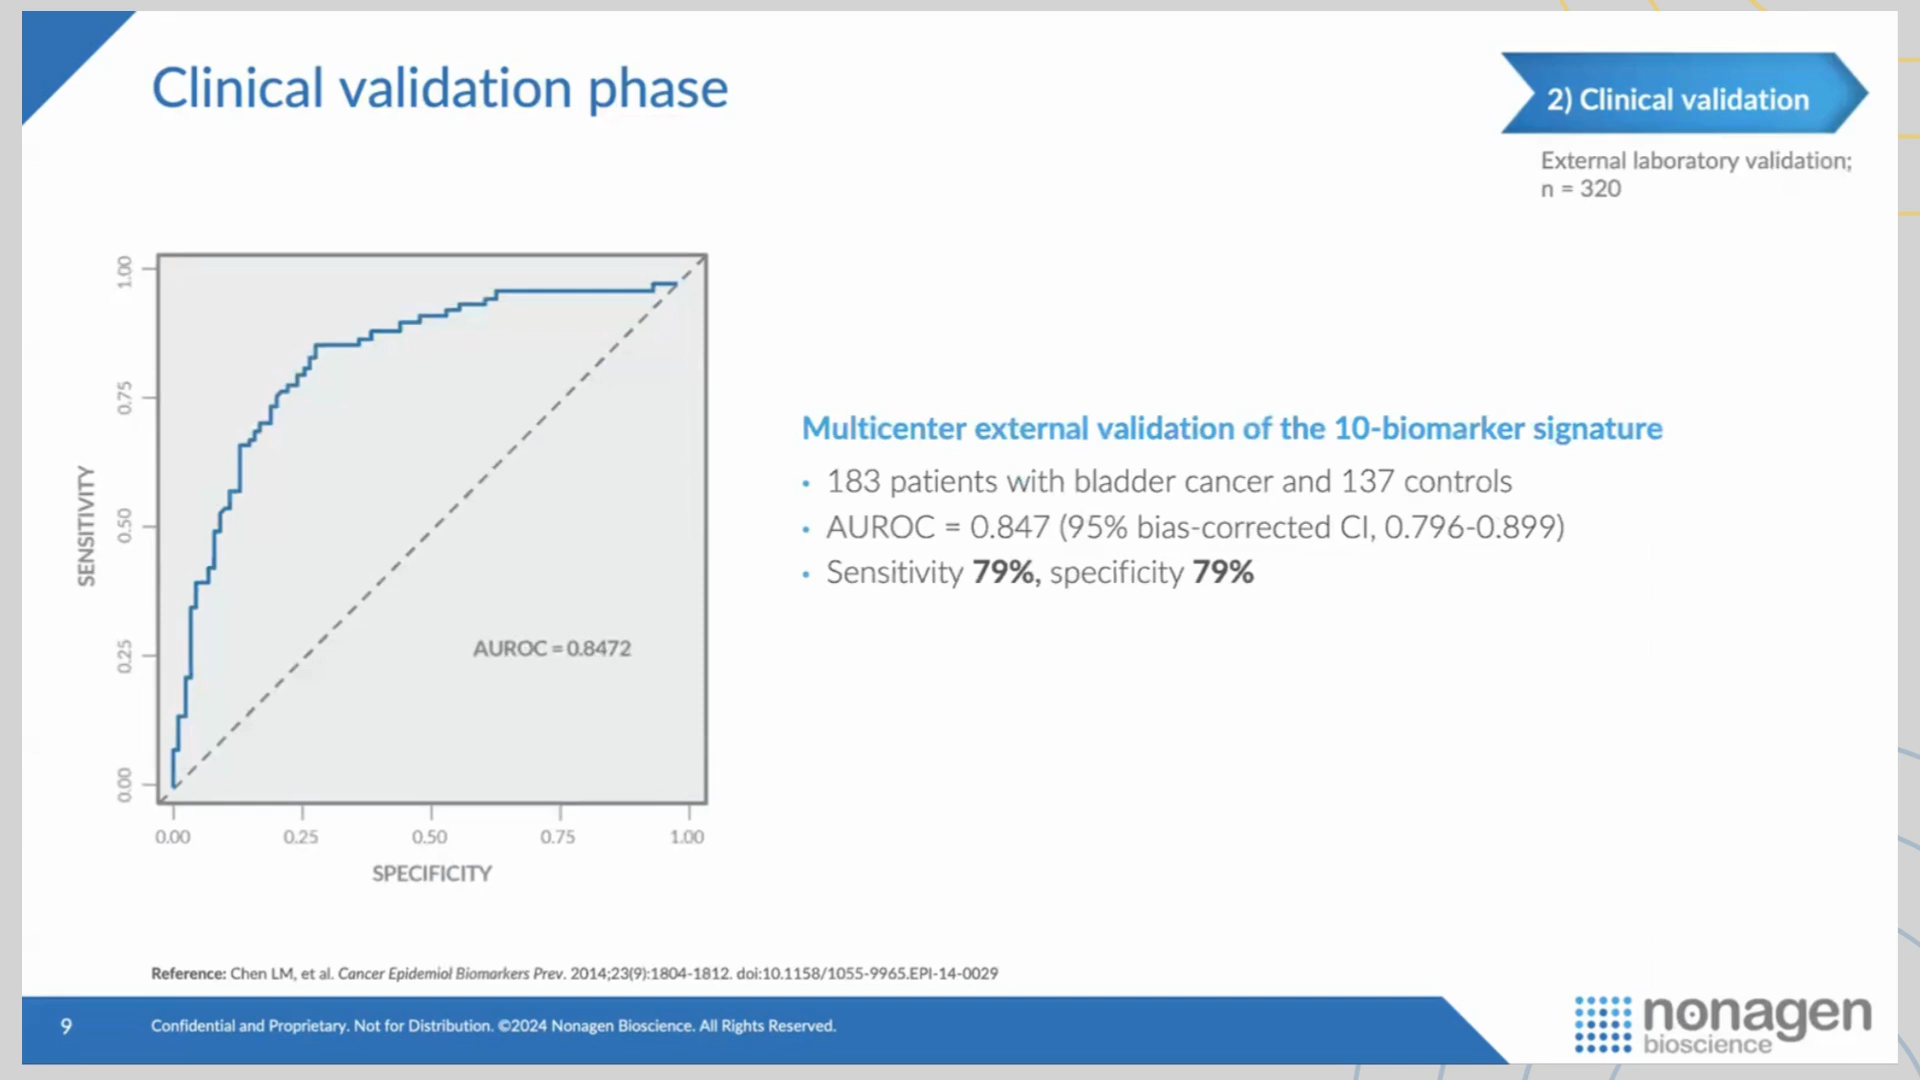 Clinical validation phase
2) Clinical validation
External laboratory validation;
n = 320
1.00
0.75
0.50
0.25
0.00
SENSITIVITY
AUROC = 0.8472
0.00 0.25 0.50 0.75 1.00
SPECIFICITY
Multicenter external validation of the 10-biomarker signature
• 183 patients with bladder cancer and 137 controls
• AUROC = 0.847 (95% bias-corrected CI, 0.796-0.899)
• Sensitivity 79%, specificity 79%
Reference: Chen LM, et al. Cancer Epidemiol Biomarkers Prev. 2014;23(9):1804-1812. doi:10.1158/1055-9965.EPI-14-0029
9
Confidential and Proprietary. Not for Distribution. ©2024 Nonagen Bioscience. All Rights Reserved.
nonagen
bioscience